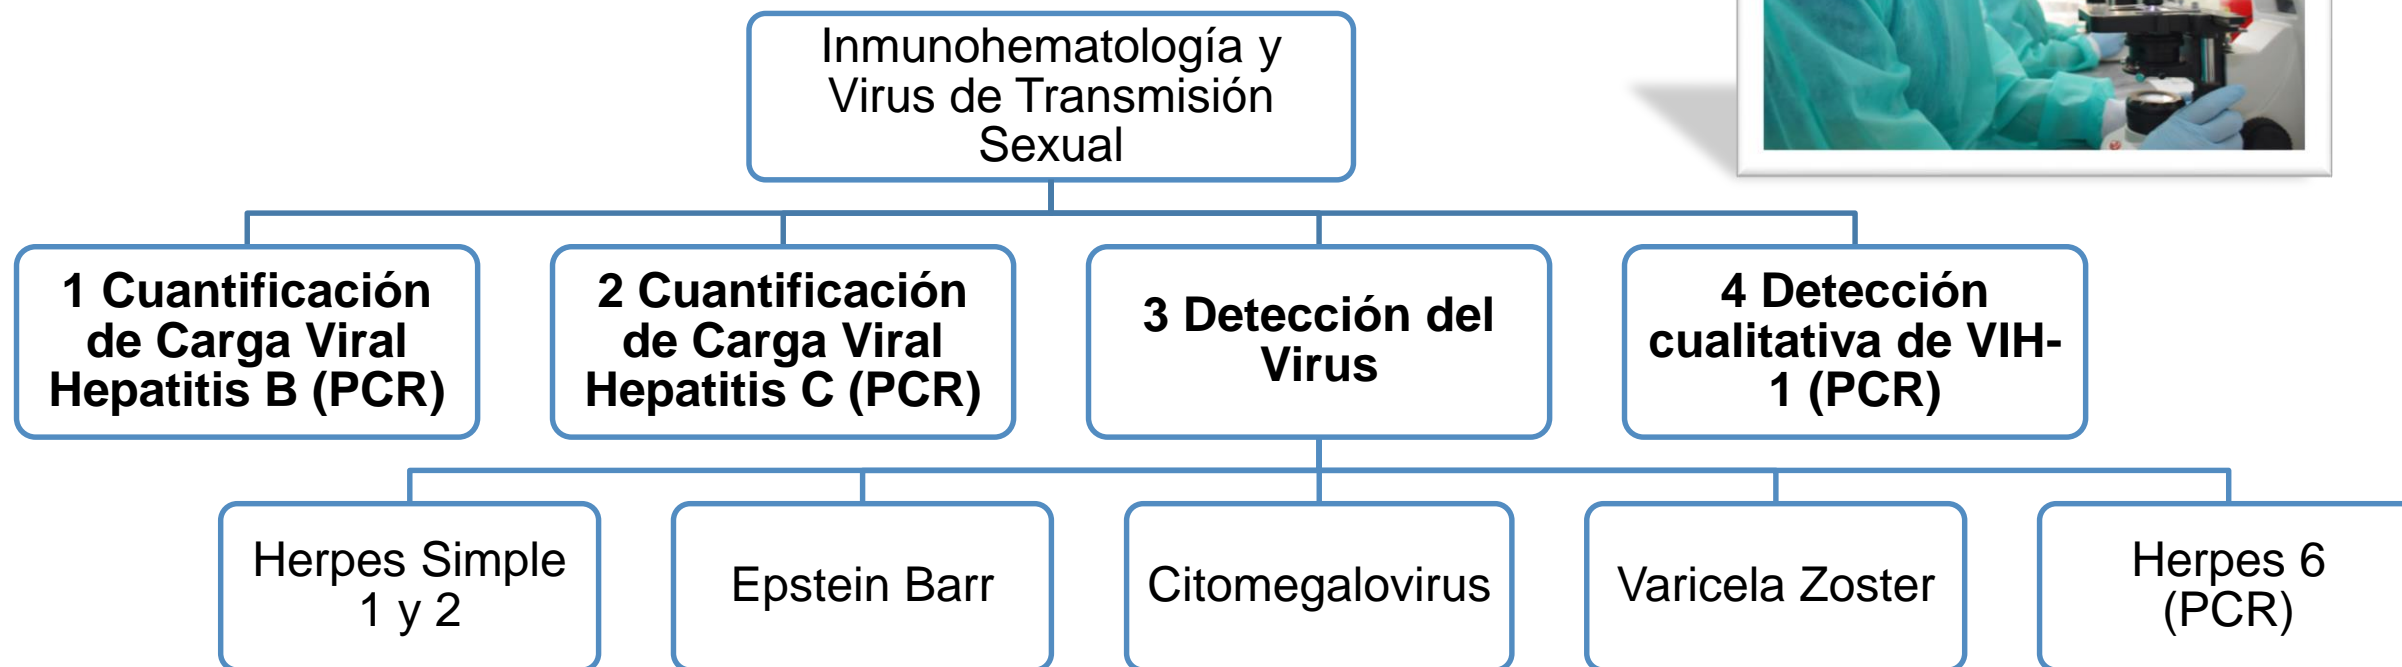 Inmunohematología y
Virus de Transmisión
Sexual
1 Cuantificación
de Carga Viral
Hepatitis B (PCR)
2 Cuantificación
de Carga Viral
Hepatitis C (PCR)
3 Detección del
Virus
4 Detección
cualitativa de VIH-
1 (PCR)
Herpes Simple
1 y 2
Epstein Barr
Citomegalovirus
Varicela Zoster
Herpes 6
(PCR)